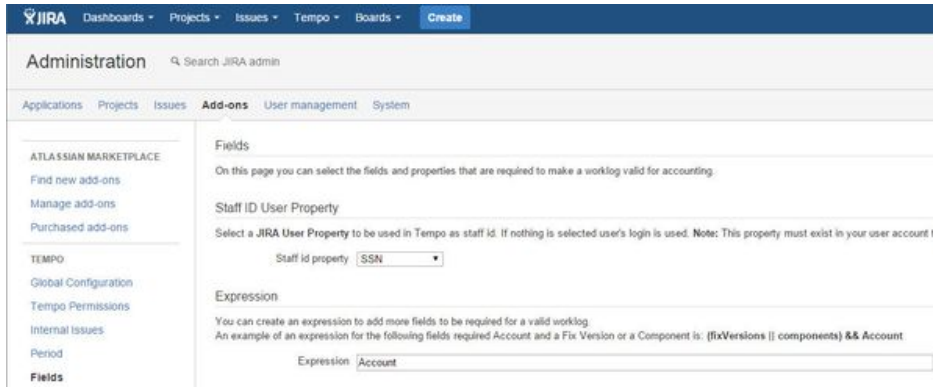 JIRA Dashboards Projects Issues Tempo Boards Create
Administration Search JIRA admin
Applications Projects Issues Add-ons User management System
ATLASSIAN MARKETPLACE
Find new add-ons
Manage add-ons
Purchased add-ons
TEMPO
Global Configuration
Tempo Permissions
Internal Issues
Period
Fields
Fields
On this page you can select the fields and properties that are required to make a worklog valid for accounting.
Staff ID User Property
Select a JIRA User Property to be used in Tempo as staff id. If nothing is selected user's login is used. Note: This property must exist in your user account
Staff id property SSN
Expression
You can create an expression to add more fields to be required for a valid worklog.
An example of an expression for the following fields required Account and a Fix Version or a Component is: (fixVersions || components) && Account
Expression Account